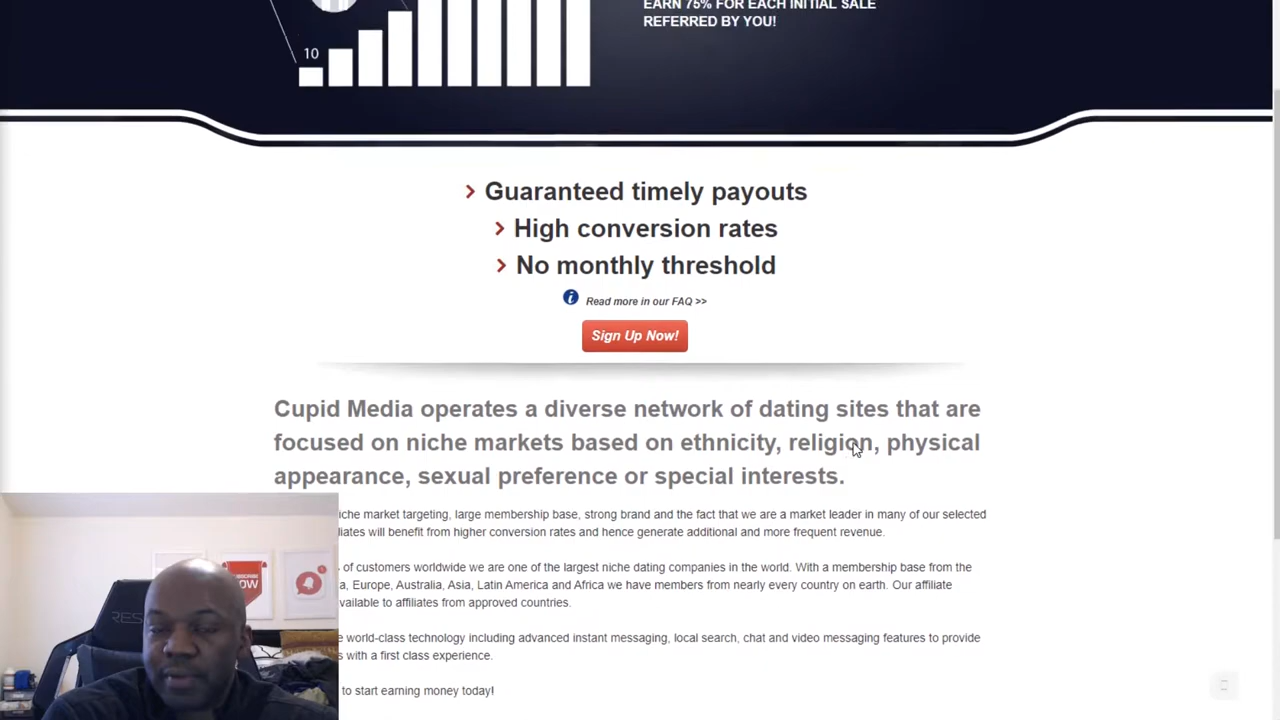 EARN 75% FOR EACH INITIAL SALE
REFERRED BY YOU!
10
Guaranteed timely payouts
High conversion rates
No monthly threshold
Read more in our FAQ >>
Sign Up Now!
Cupid Media operates a diverse network of dating sites that are
focused on niche markets based on ethnicity, religion, physical
appearance, sexual preference or special interests.
niche market targeting, large membership base, strong brand and the fact that we are a market leader in many of our selected
will benefit from higher conversion rates and hence generate additional and more frequent revenue.
of customers worldwide we are one of the largest niche dating companies in the world. With a membership base from the
Europe, Australia, Asia, Latin America and Africa we have members from nearly every country on earth. Our affiliate
available to affiliates from approved countries.
world-class technology including advanced instant messaging, local search, chat and video messaging features to provide
with a first class experience.
to start earning money today!